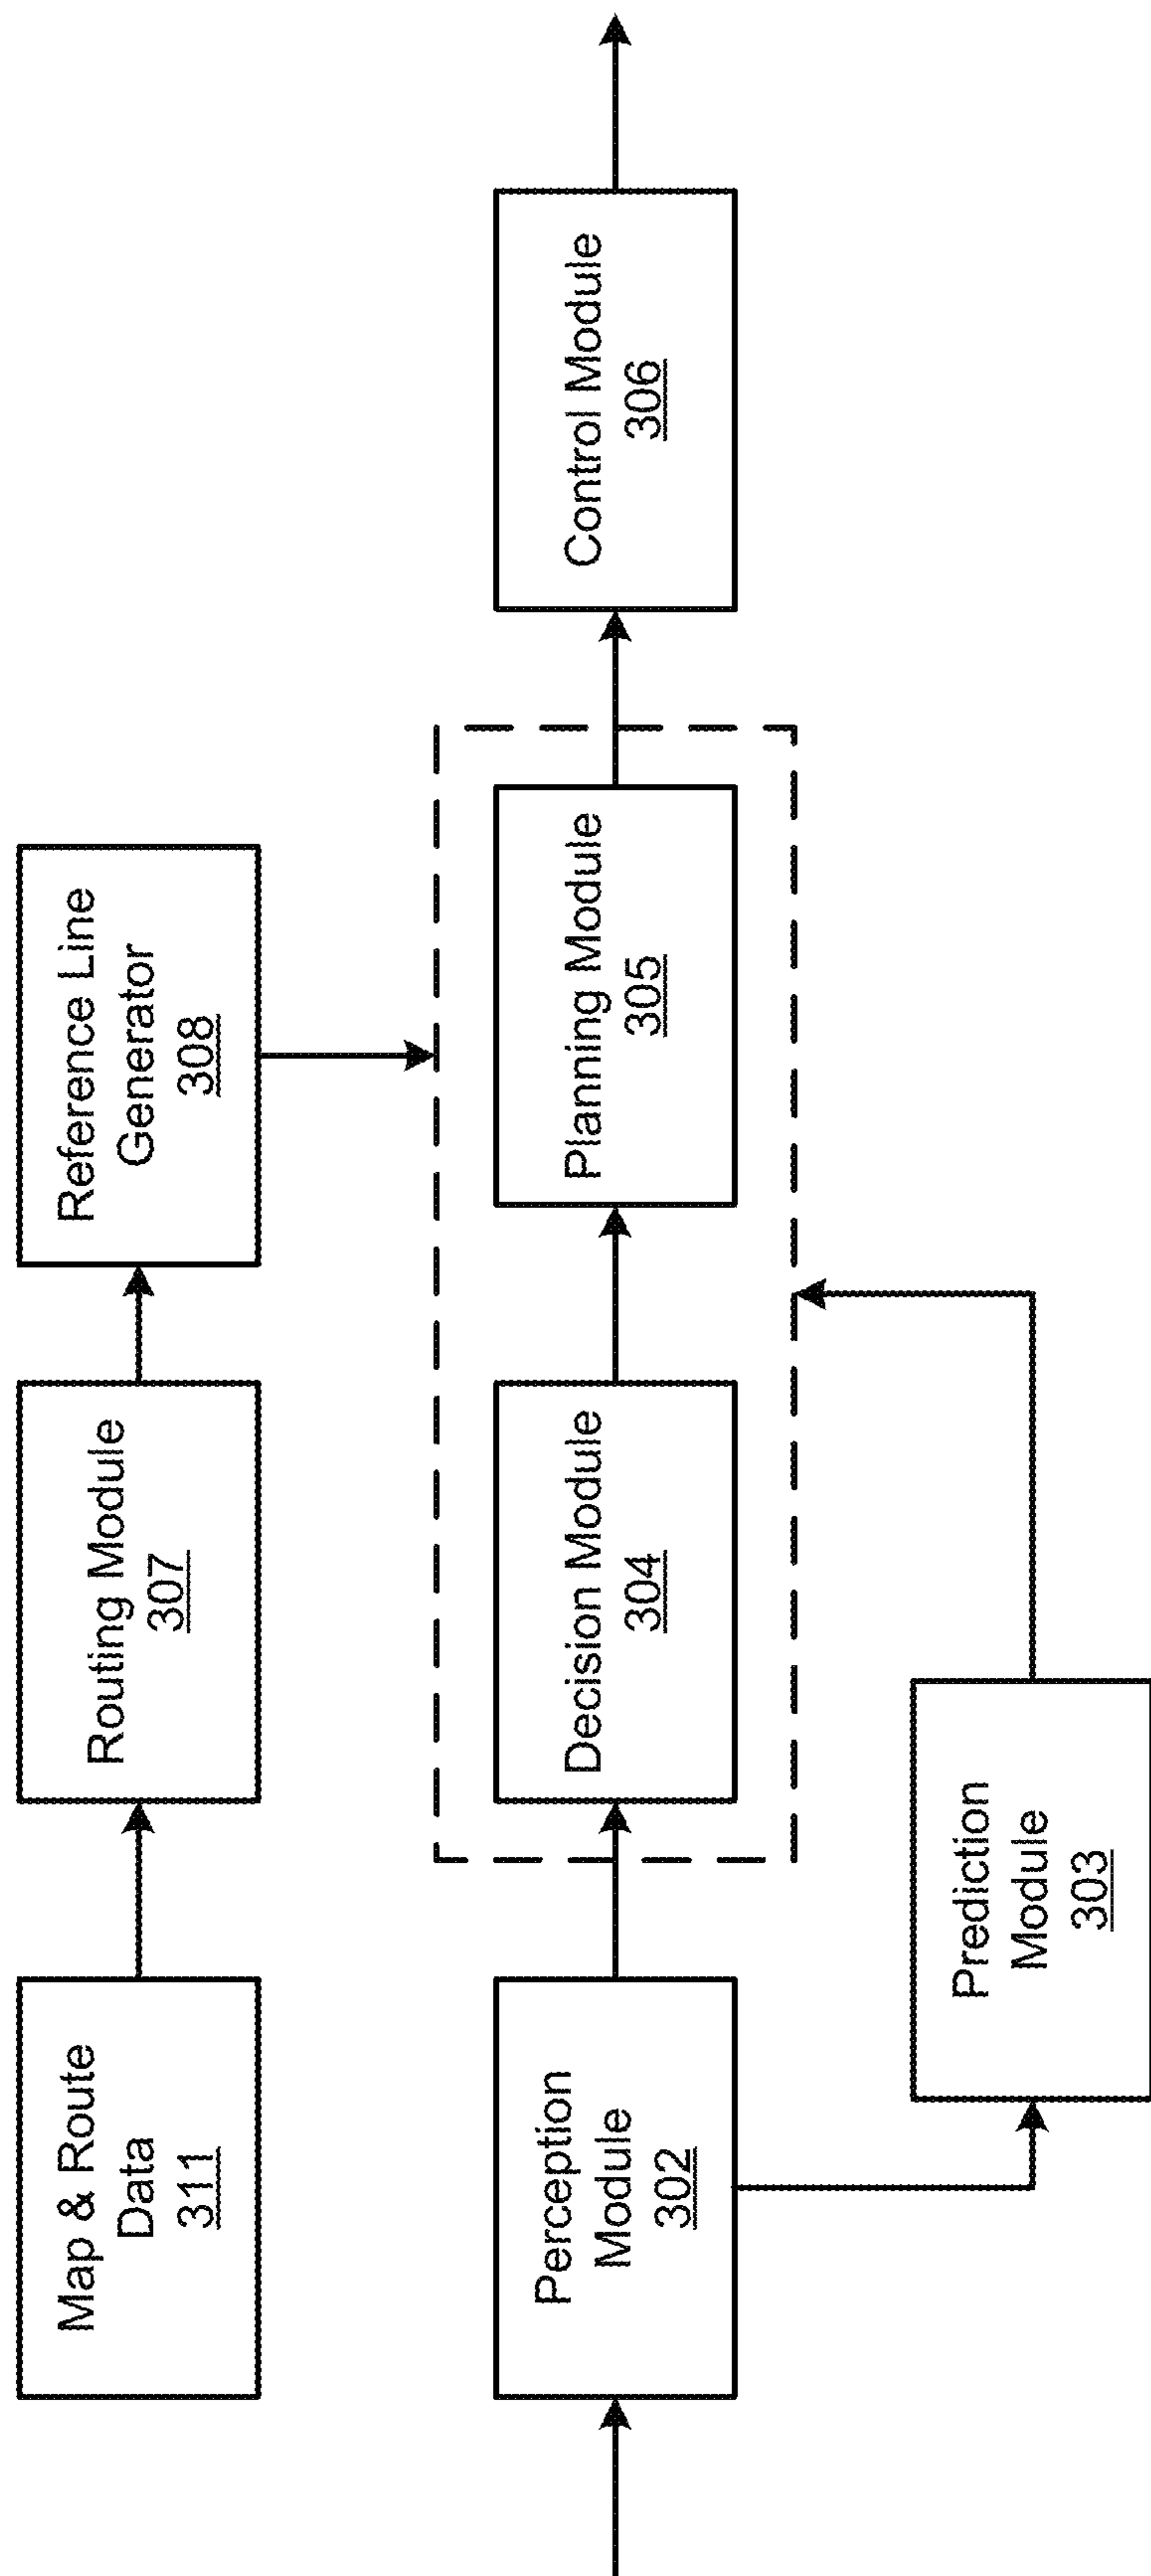 Map & Route
Data
311
Routing Module
307
Reference Line
Generator
308
Perception
Module
302
Decision Module
304
Planning Module
305
Control Module
306
Prediction
Module
303